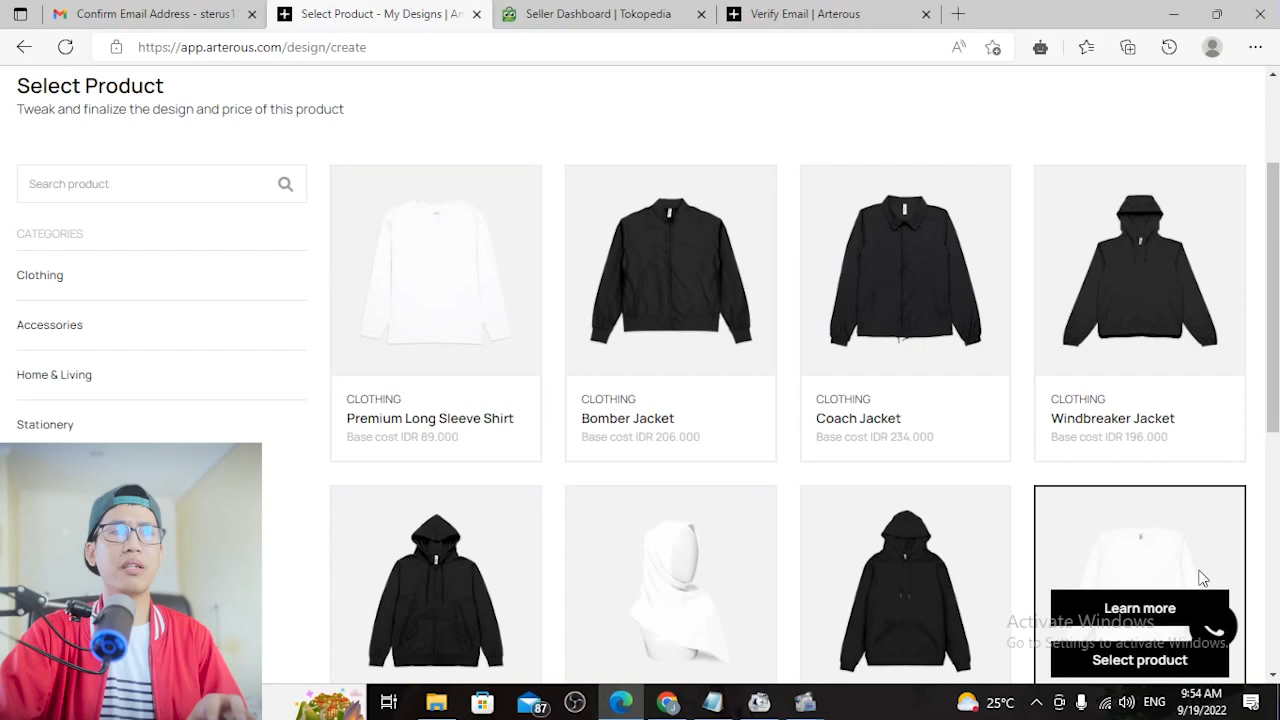 Confirm Email Address - sterus1
Select Product - My Designs | Ar
Seller Dashboard | Tokopedia
Verify Email | Arterous
https://app.arterous.com/design/create
Select Product
Tweak and finalize the design and price of this product
Search product
CATEGORIES
Clothing
Accessories
Home & Living
Stationery
CLOTHING
Premium Long Sleeve Shirt
Base cost IDR 89.000
CLOTHING
Bomber Jacket
Base cost IDR 206.000
CLOTHING
Coach Jacket
Base cost IDR 234.000
CLOTHING
Windbreaker Jacket
Base cost IDR 196.000
Learn more
Select product
Activate Windows
Go to Settings to activate Windows.
87
25°C
ENG
9:54 AM
9/19/2022